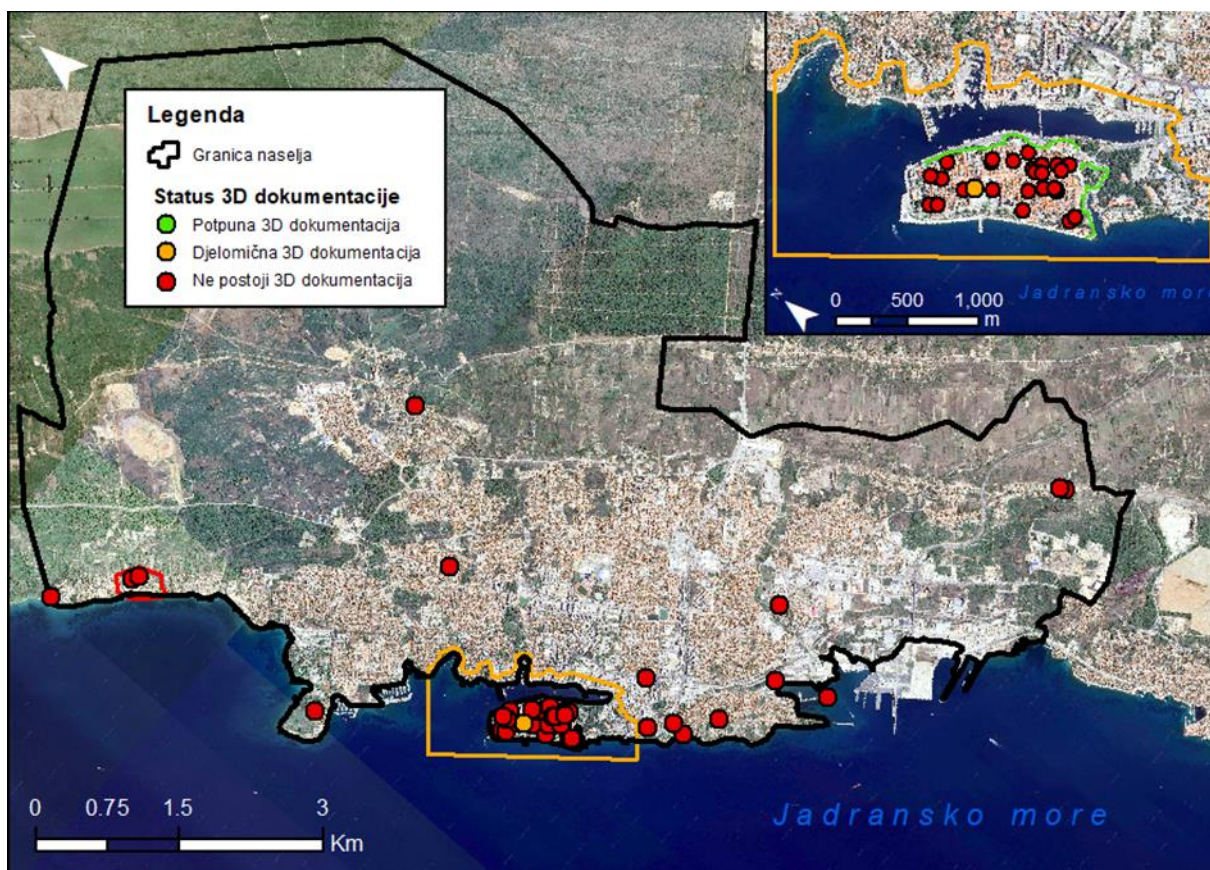 Legenda
Granica naselja
Status 3D dokumentacije
Potpuna 3D dokumentacija
Djelomična 3D dokumentacija
Ne postoji 3D dokumentacija
N
0 500 1,000
m
Jadransko more
N
0 0.75 1.5 3
Km
Jadransko more